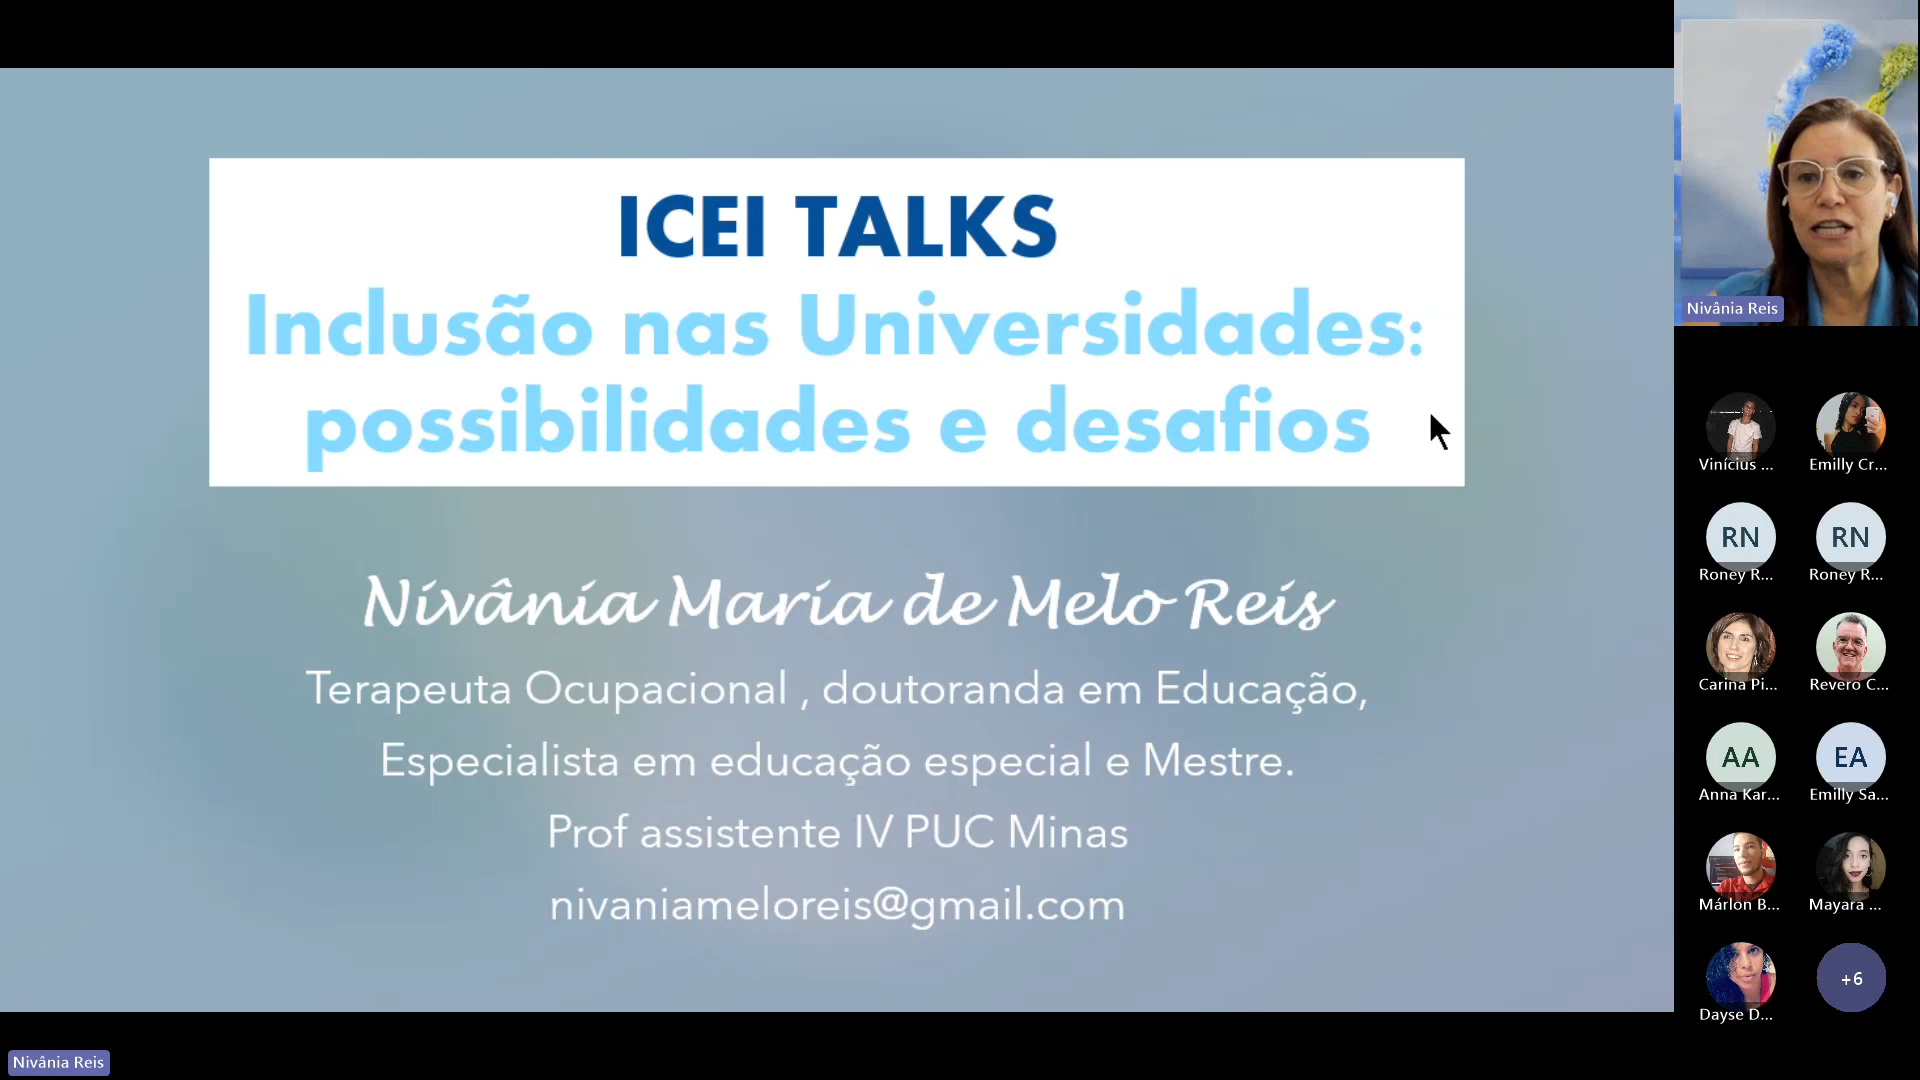 ICEI TALKS
Inclusão nas Universidades:
possibilidades e desafios
Nivânia Maria de Melo Reis
Terapeuta Ocupacional , doutoranda em Educação,
Especialista em educação especial e Mestre.
Prof assistente IV PUC Minas
nivaniameloreis@gmail.com
Nivânia Reis
Nivânia Reis
Vinícius ...
Emilly Cr...
RN
RN
Roney R...
Roney R...
Carina Pi...
Revero C...
AA
EA
Anna Kar...
Emilly Sa...
Márlon B...
Mayara ...
+6
Dayse D...